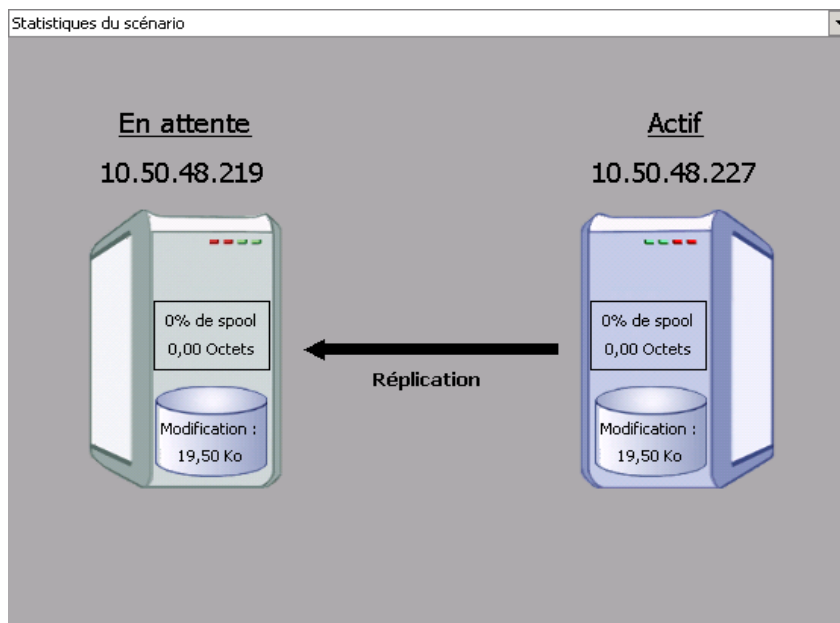 Statistiques du scénario
En attente
10.50.48.219
Actif
10.50.48.227
0% de spool
0,00 Octets
Modification :
19,50 Ko
Réplication
0% de spool
0,00 Octets
Modification :
19,50 Ko